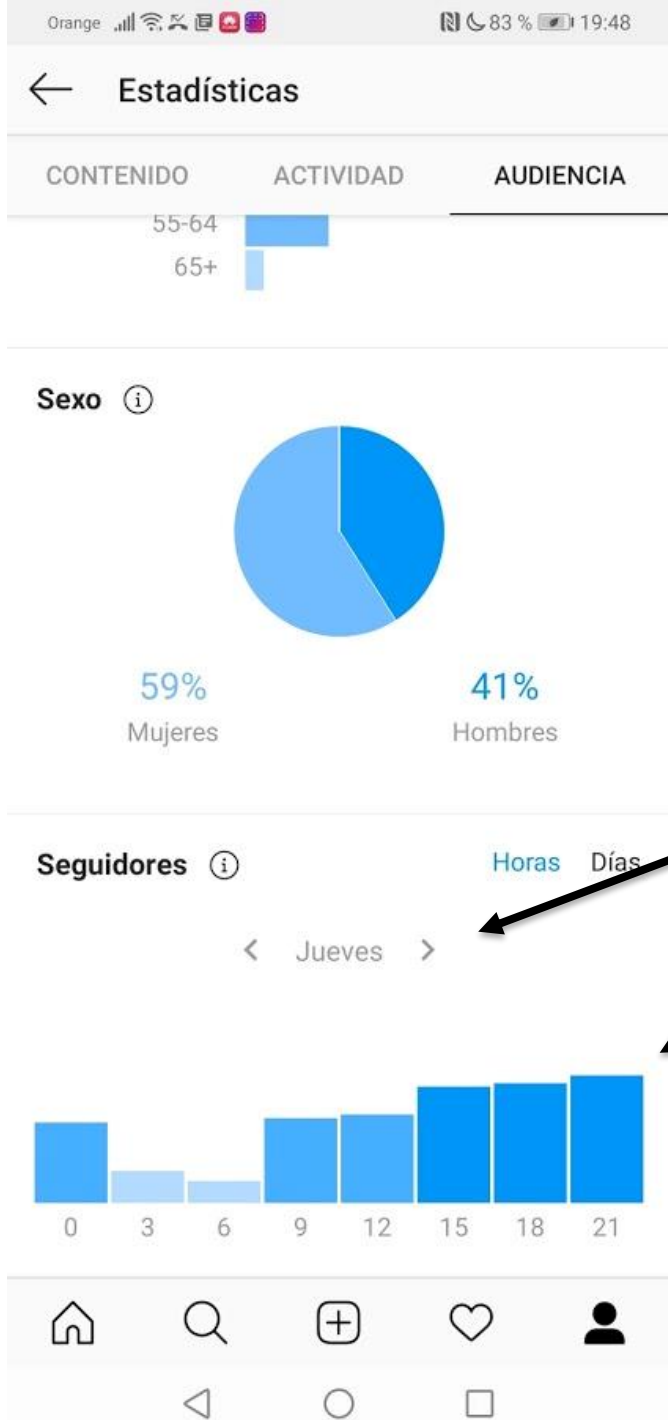 Orange 83 % 19:48
Estadísticas
CONTENIDO ACTIVIDAD AUDIENCIA
55-64
65+
Sexo
59% 41%
Mujeres Hombres
Seguidores Horas Días
Jueves
0 3 6 9 12 15 18 21